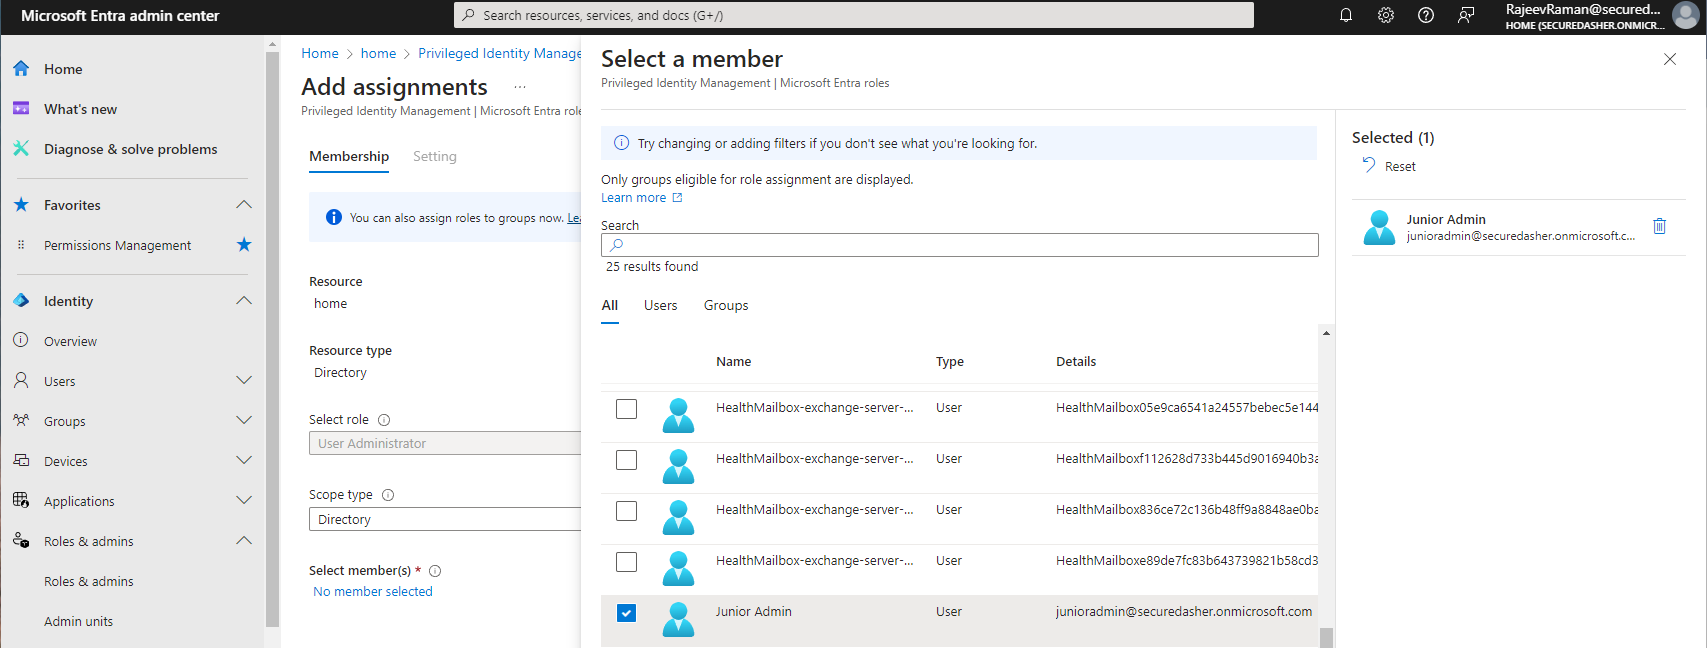 Microsoft Entra admin center
Search resources, services, and docs (G+/)
RajeevRaman@secured...
HOME (SECUREDASHER.ONMICR...
Home
What's new
Diagnose & solve problems
Favorites
Permissions Management
Identity
Overview
Users
Groups
Devices
Applications
Roles & admins
Roles & admins
Admin units
Home > home > Privileged Identity Manage
Add assignments ...
Privileged Identity Management | Microsoft Entra role
Membership Setting
You can also assign roles to groups now. Lea
Resource
home
Resource type
Directory
Select role
User Administrator
Scope type
Directory
Select member(s) *
No member selected
Select a member
Privileged Identity Management | Microsoft Entra roles
Try changing or adding filters if you don't see what you're looking for.
Only groups eligible for role assignment are displayed.
Learn more
Search
25 results found
All Users Groups
Name Type Details
HealthMailbox-exchange-server-... User HealthMailbox05e9ca6541a24557bebec5e144
HealthMailbox-exchange-server-... User HealthMailboxf112628d733b445d9016940b3a
HealthMailbox-exchange-server-... User HealthMailbox836ce72c136b48ff9a8848ae0ba
HealthMailbox-exchange-server-... User HealthMailboxe89de7fc83b643739821b58cd3
Junior Admin User junioradmin@securedasher.onmicrosoft.com
Selected (1)
Reset
Junior Admin
junioradmin@securedasher.onmicrosoft.c...